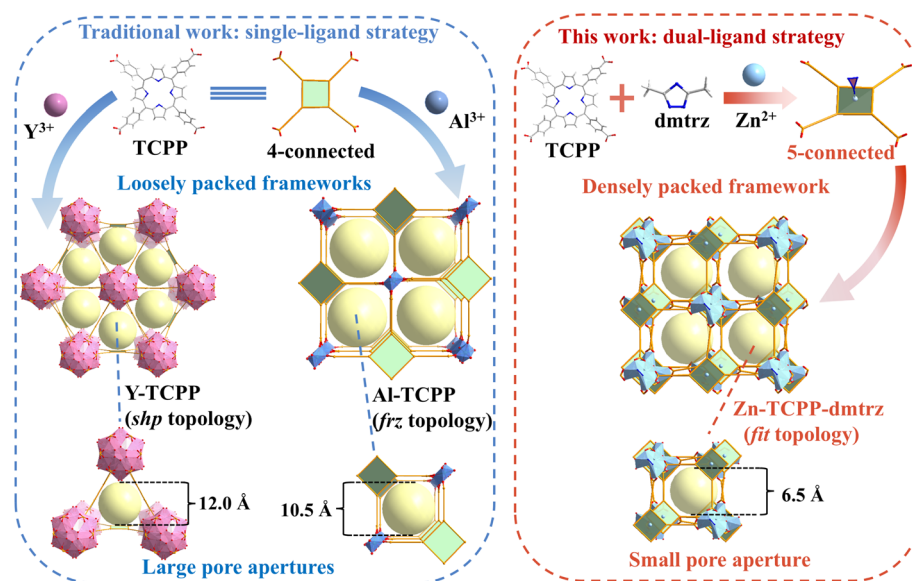 Traditional work: single-ligand strategy
Y³⁺
TCPP
4-connected
Al³⁺
Loosely packed frameworks
Y-TCPP
(shp topology)
Al-TCPP
(frz topology)
12.0 Å
10.5 Å
Large pore apertures
This work: dual-ligand strategy
TCPP
+
dmtrz
Zn²⁺
5-connected
Densely packed framework
Zn-TCPP-dmtrz
(fit topology)
6.5 Å
Small pore aperture